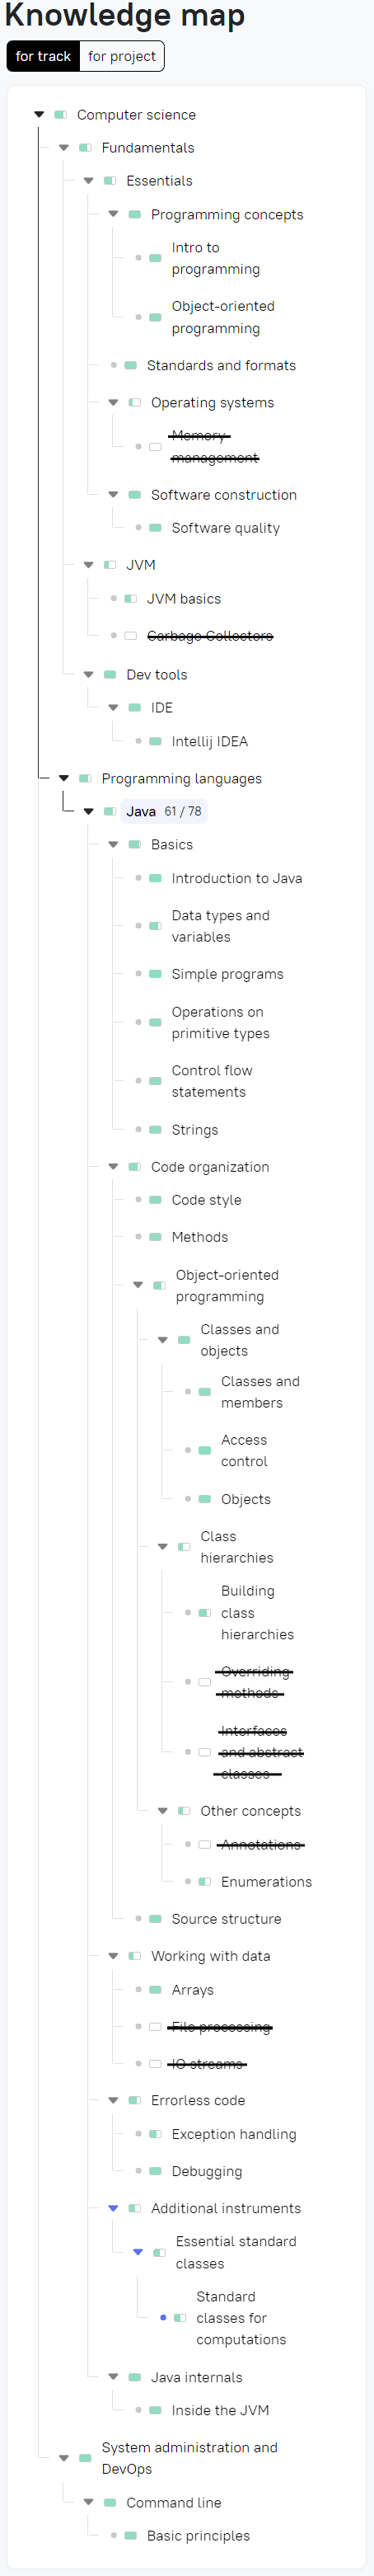 Knowledge map
for track for project
Computer science
Fundamentals
Essentials
Programming concepts
Intro to
programming
Object-oriented
programming
Standards and formats
Operating systems
Memory
management
Software construction
Software quality
JVM
JVM basics
Garbage Collectors
Dev tools
IDE
Intellij IDEA
Programming languages
Java 61 / 78
Basics
Introduction to Java
Data types and
variables
Simple programs
Operations on
primitive types
Control flow
statements
Strings
Code organization
Code style
Methods
Object-oriented
programming
Classes and
objects
Classes and
members
Access
control
Objects
Class
hierarchies
Building
class
hierarchies
Overriding
methods
Interfaces
and abstract
classes
Other concepts
Annotations
Enumerations
Source structure
Working with data
Arrays
File processing
IO streams
Errorless code
Exception handling
Debugging
Additional instruments
Essential standard
classes
Standard
classes for
computations
Java internals
Inside the JVM
System administration and
DevOps
Command line
Basic principles